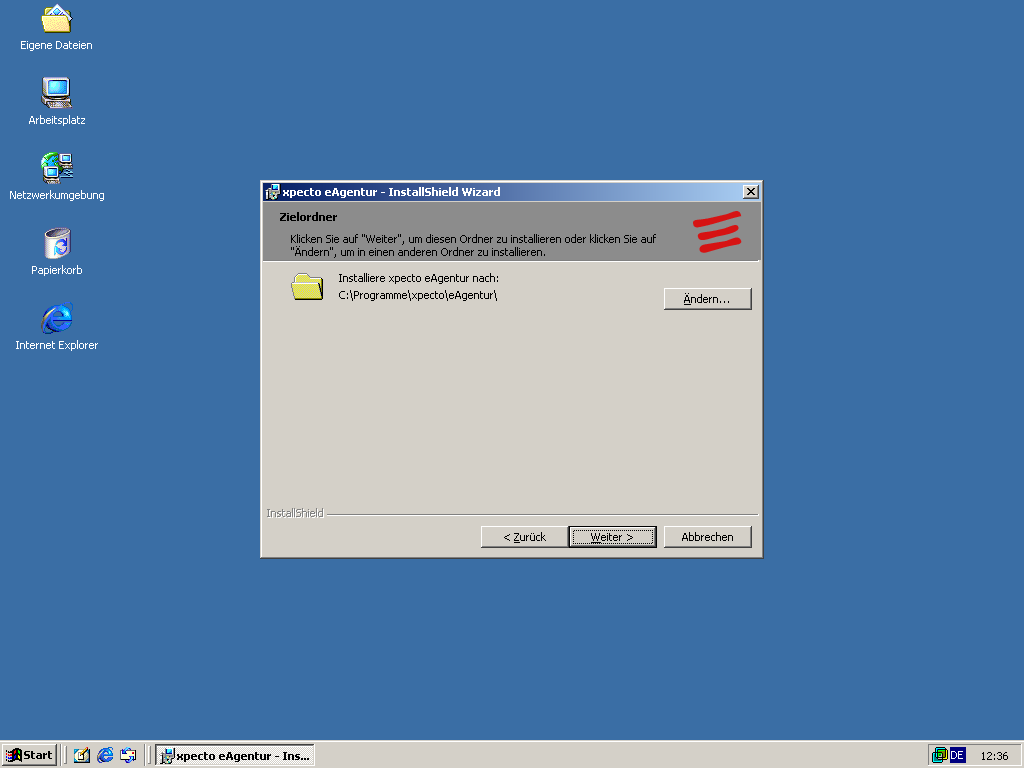 Eigene Dateien
Arbeitsplatz
Netzwerkumgebung
Papierkorb
Internet Explorer
xpecto eAgentur - InstallShield Wizard
Zielordner
Klicken Sie auf "Weiter", um diesen Ordner zu installieren oder klicken Sie auf
"Ändern", um in einen anderen Ordner zu installieren.
Installiere xpecto eAgentur nach:
C:\Programme\xpecto\eAgentur\
Ändern...
InstallShield
< Zurück
Weiter >
Abbrechen
Start
xpecto eAgentur - Ins...
DE
12:36